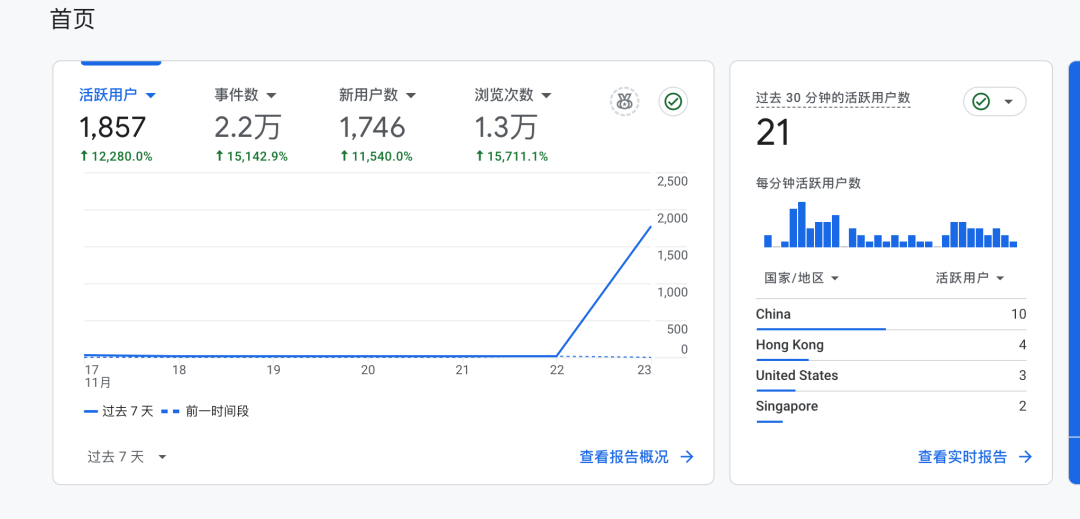 首页
活跃用户 事件数 新用户数 浏览次数
1,857 2.2万 1,746 1.3万
12,280.0% 15,142.9% 11,540.0% 15,711.1%
2,500
2,000
1,500
1,000
500
0
17 18 19 20 21 22 23
11月
过去 7 天 前一时间段
过去 7 天 查看报告概况
过去 30 分钟的活跃用户数
21
每分钟活跃用户数
国家/地区 活跃用户
China 10
Hong Kong 4
United States 3
Singapore 2
查看实时报告